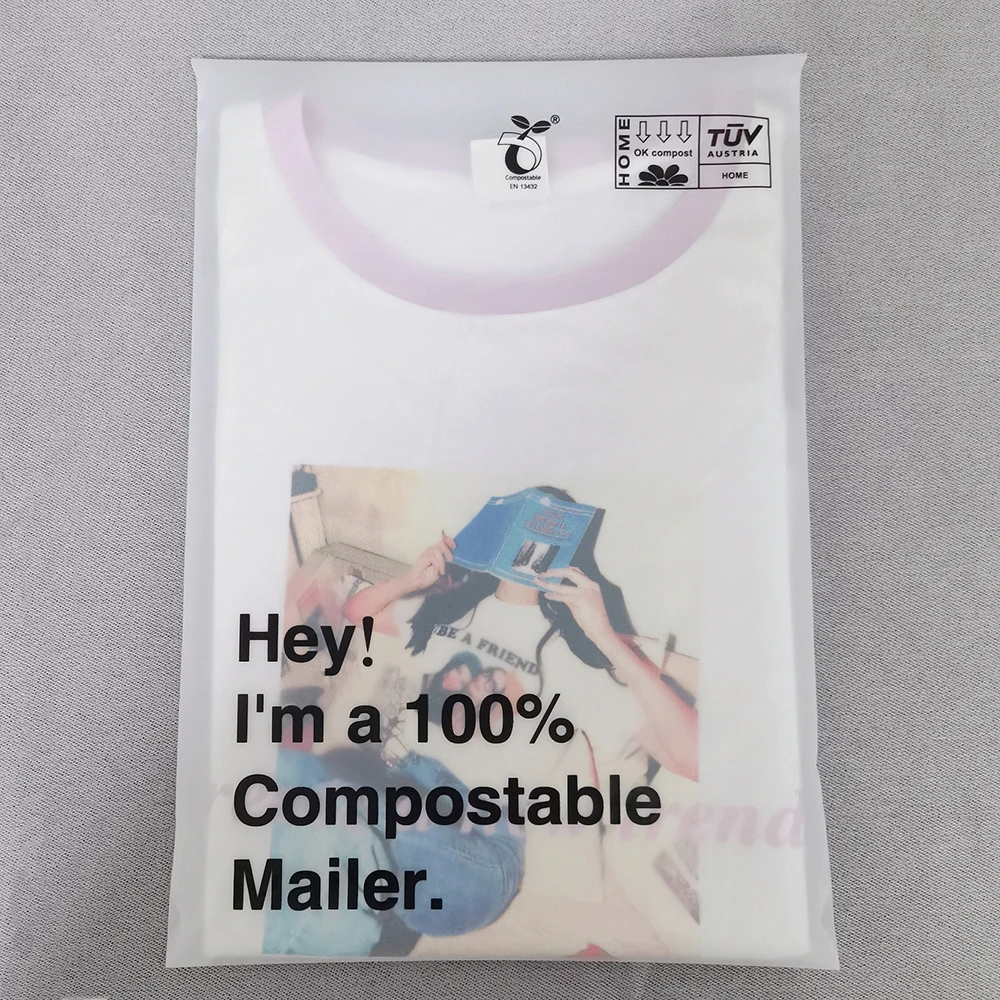 ®
Compostable
EN 13432
HOME
OK compost
TÜV
AUSTRIA
HOME
BE A FRIEND
Hey!
I'm a 100%
Compostable
Mailer.